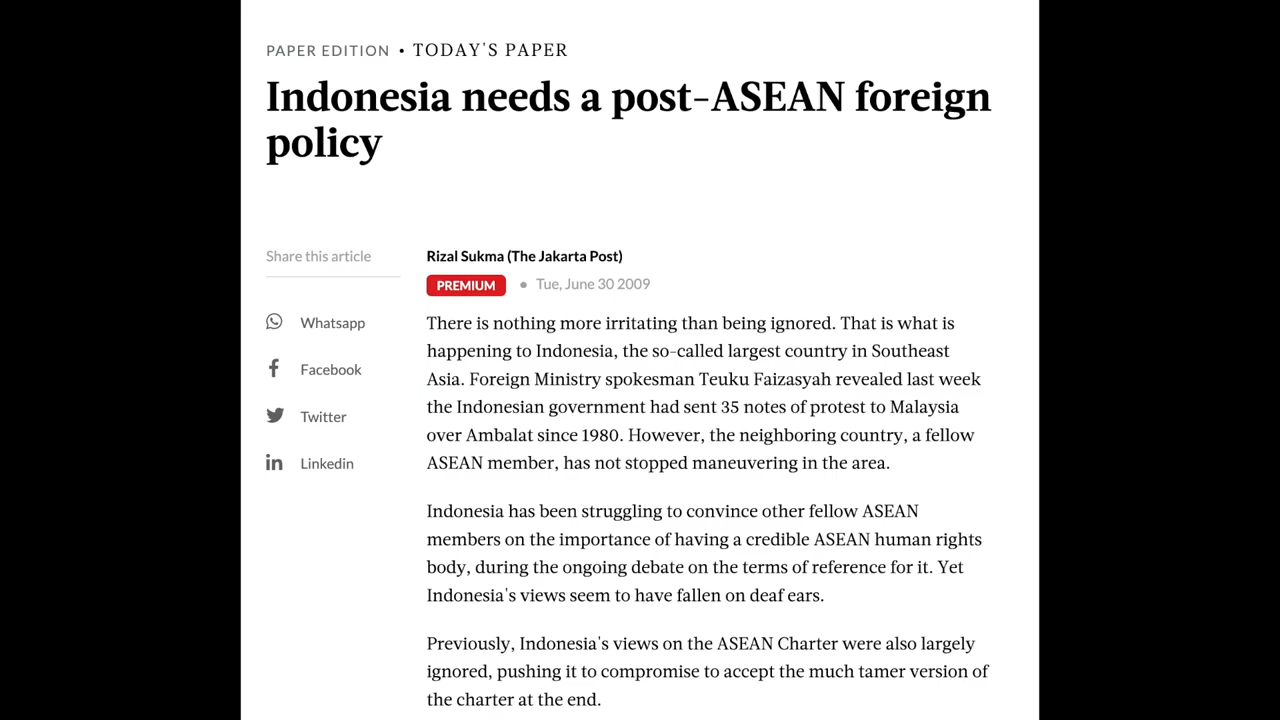 PAPER EDITION • TODAY'S PAPER
Indonesia needs a post-ASEAN foreign
policy
Share this article
Whatsapp
Facebook
Twitter
Linkedin
Rizal Sukma (The Jakarta Post)
PREMIUM • Tue, June 30 2009
There is nothing more irritating than being ignored. That is what is
happening to Indonesia, the so-called largest country in Southeast
Asia. Foreign Ministry spokesman Teuku Faizasyah revealed last week
the Indonesian government had sent 35 notes of protest to Malaysia
over Ambalat since 1980. However, the neighboring country, a fellow
ASEAN member, has not stopped maneuvering in the area.
Indonesia has been struggling to convince other fellow ASEAN
members on the importance of having a credible ASEAN human rights
body, during the ongoing debate on the terms of reference for it. Yet
Indonesia's views seem to have fallen on deaf ears.
Previously, Indonesia's views on the ASEAN Charter were also largely
ignored, pushing it to compromise to accept the much tamer version of
the charter at the end.